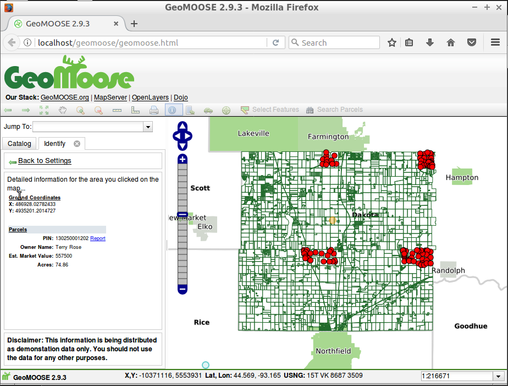 GeoMOOSE 2.9.3 - Mozilla Firefox
GeoMOOSE 2.9.3
localhost/geomoose/geomoose.html
Search
GeoMoose
Our Stack: GeoMOOSE.org | MapServer | OpenLayers | Dojo
Select Features
Search Parcels
Jump To:
Catalog
Identify
Back to Settings
Detailed information for the area you clicked on the
map...
Ground Coordinates
X: 486928.02782433
Y: 4935201.2014727
Parcels
PIN: 130250001202 Report
Owner Name: Terry Rose
Est. Market Value: 557500
Acres: 74.86
Disclaimer: This information is being distributed
as demonstation data only. You should not use
the data for any other purposes.
Lakeville
Farmington
Hampton
Scott
Dakota
ew Market
Elko
Randolph
Rice
Goodhue
Northfield
GeoMOOSE 2.9.3
X,Y: -10371116, 5553931 Lat, Lon: 44.569, -93.165 USNG: 15T VK 8687 3509
1:216671